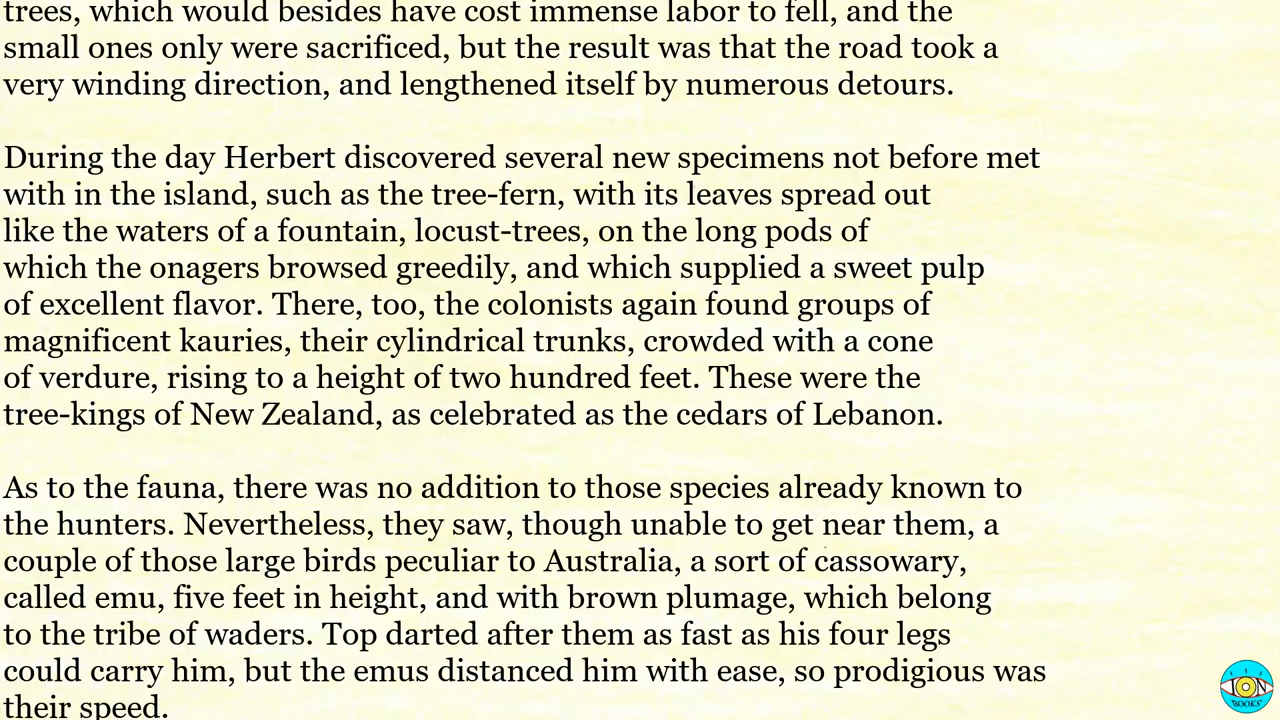 trees, which would besides have cost immense labor to fell, and the
small ones only were sacrificed, but the result was that the road took a
very winding direction, and lengthened itself by numerous detours.
During the day Herbert discovered several new specimens not before met
with in the island, such as the tree-fern, with its leaves spread out
like the waters of a fountain, locust-trees, on the long pods of
which the onagers browsed greedily, and which supplied a sweet pulp
of excellent flavor. There, too, the colonists again found groups of
magnificent kauries, their cylindrical trunks, crowded with a cone
of verdure, rising to a height of two hundred feet. These were the
tree-kings of New Zealand, as celebrated as the cedars of Lebanon.
As to the fauna, there was no addition to those species already known to
the hunters. Nevertheless, they saw, though unable to get near them, a
couple of those large birds peculiar to Australia, a sort of cassowary,
called emu, five feet in height, and with brown plumage, which belong
to the tribe of waders. Top darted after them as fast as his four legs
could carry him, but the emus distanced him with ease, so prodigious was
their speed.
ION
BOOKS